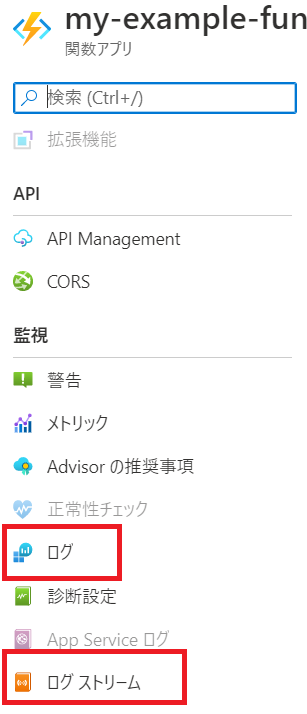 my-example-fun
関数アプリ
検索 (Ctrl+/)
拡張機能
API
API Management
CORS
監視
警告
メトリック
Advisor の推奨事項
正常性チェック
ログ
診断設定
App Service ログ
ログ ストリーム